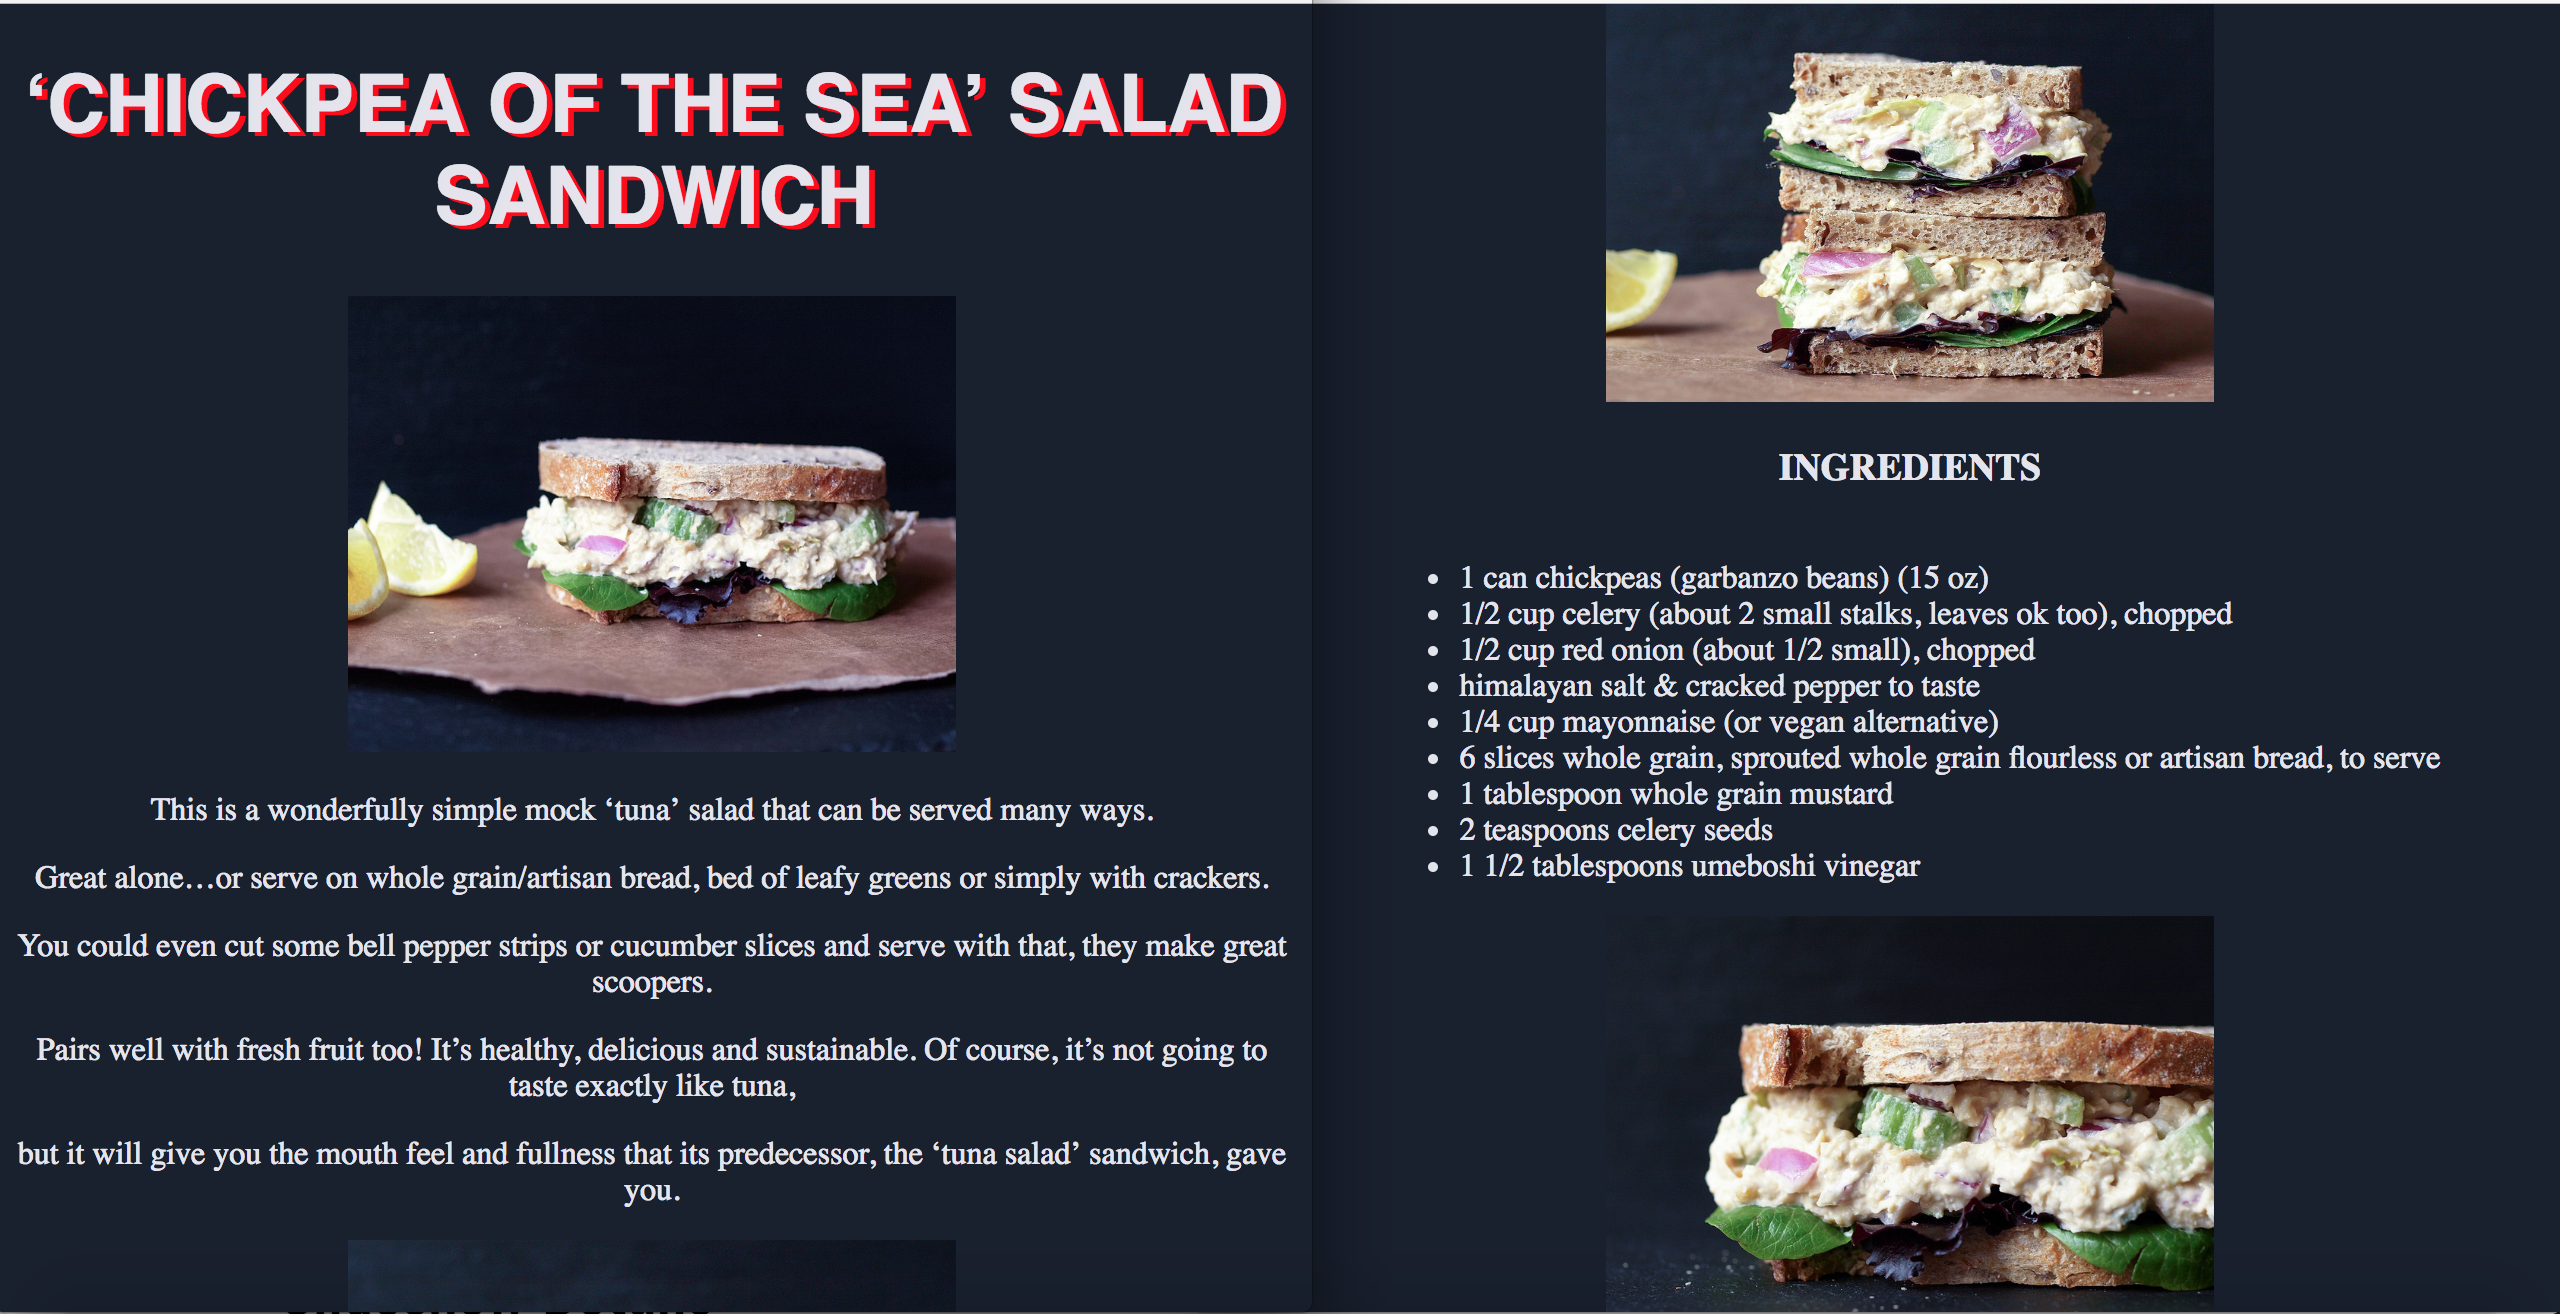 ‘CHICKPEA OF THE SEA’ SALAD
SANDWICH
This is a wonderfully simple mock ‘tuna’ salad that can be served many ways.
Great alone…or serve on whole grain/artisan bread, bed of leafy greens or simply with crackers.
You could even cut some bell pepper strips or cucumber slices and serve with that, they make great
scoopers.
Pairs well with fresh fruit too! It’s healthy, delicious and sustainable. Of course, it’s not going to
taste exactly like tuna,
but it will give you the mouth feel and fullness that its predecessor, the ‘tuna salad’ sandwich, gave
you.
INGREDIENTS
• 1 can chickpeas (garbanzo beans) (15 oz)
• 1/2 cup celery (about 2 small stalks, leaves ok too), chopped
• 1/2 cup red onion (about 1/2 small), chopped
• himalayan salt & cracked pepper to taste
• 1/4 cup mayonnaise (or vegan alternative)
• 6 slices whole grain, sprouted whole grain flourless or artisan bread, to serve
• 1 tablespoon whole grain mustard
• 2 teaspoons celery seeds
• 1 1/2 tablespoons umeboshi vinegar